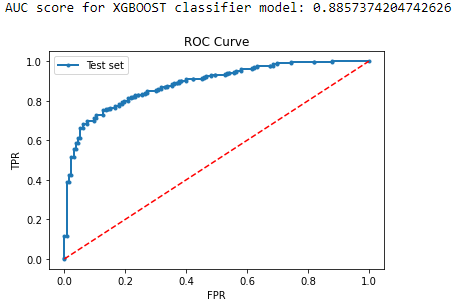 AUC score for XGBOOST classifier model: 0.8857374204742626
ROC Curve
Test set
1.0
0.8
0.6
0.4
0.2
0.0
TPR
0.0 0.2 0.4 0.6 0.8 1.0
FPR